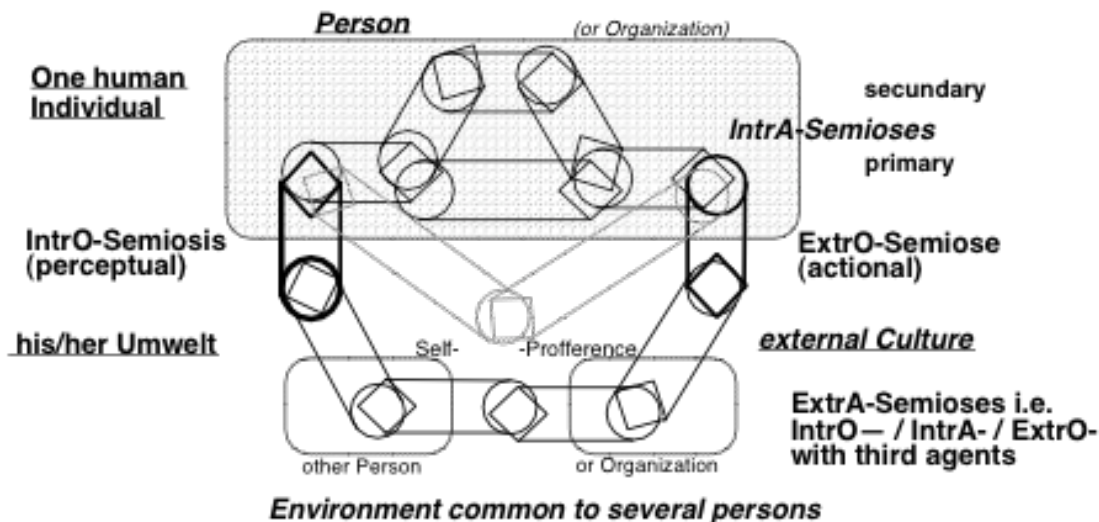 Person
(or Organization)
One human
Individual
secundary
IntrA-Semioses
primary
IntrO-Semiosis
(perceptual)
ExtrO-Semiose
(actional)
his/her Umwelt
Self-
-Profference
external Culture
ExtrA-Semioses i.e.
IntrO— / IntrA- / ExtrO-
with third agents
other Person
or Organization
Environment common to several persons